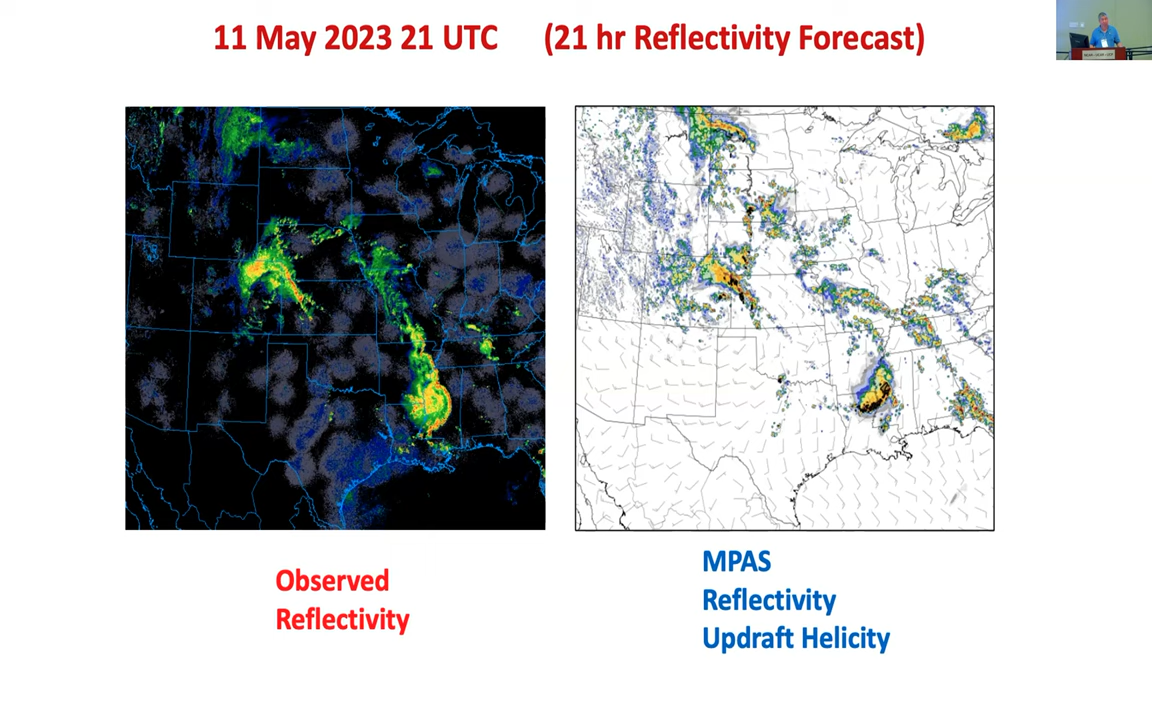 11 May 2023 21 UTC (21 hr Reflectivity Forecast)
Observed
Reflectivity
MPAS
Reflectivity
Updraft Helicity